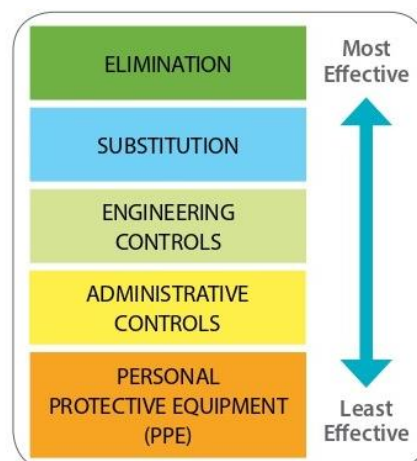 ELIMINATION
SUBSTITUTION
ENGINEERING
CONTROLS
ADMINISTRATIVE
CONTROLS
PERSONAL
PROTECTIVE EQUIPMENT
(PPE)
Most
Effective
Least
Effective